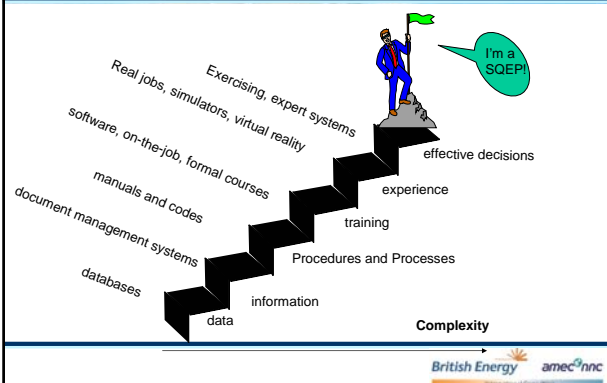 I'm a
SQEP!
Exercising, expert systems
Real jobs, simulators, virtual reality
software, on-the-job, formal courses
manuals and codes
document management systems
databases
effective decisions
experience
training
Procedures and Processes
information
data
Complexity
British Energy
amec nnc